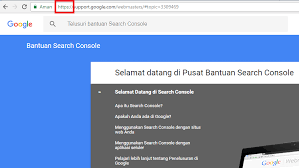 Aman
https://support.google.com/webmasters/?#topic=3309469
Google
Telusuri bantuan Search Console
Bantuan Search Console
Selamat datang di Pusat Bantuan Search Console
Selamat Datang di Search Console
Apa itu Search Console?
Apakah Anda ada di Google?
Menggunakan Search Console dengan situs
web Anda
Menggunakan Search Console dengan
aplikasi seluler
Pelajari lebih lanjut tentang Penelusuran di
Google
Google